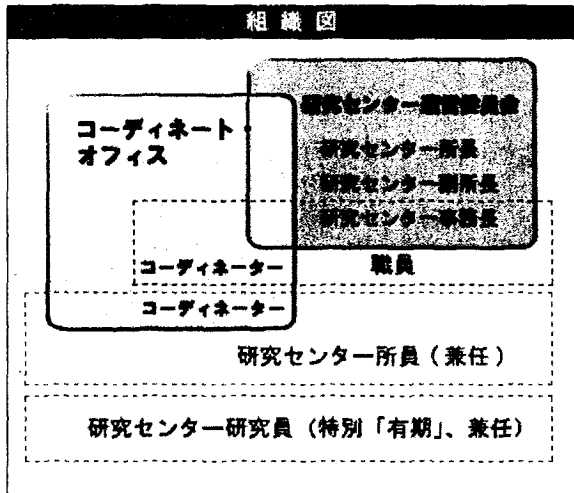 組織図
コーディネート
オフィス
研究センター運営委員会
研究センター所長
研究センター副所長
研究センター事務長
コーディネーター
職員
コーディネーター
研究センター所員(兼任)
研究センター研究員(特別「有期」、兼任)